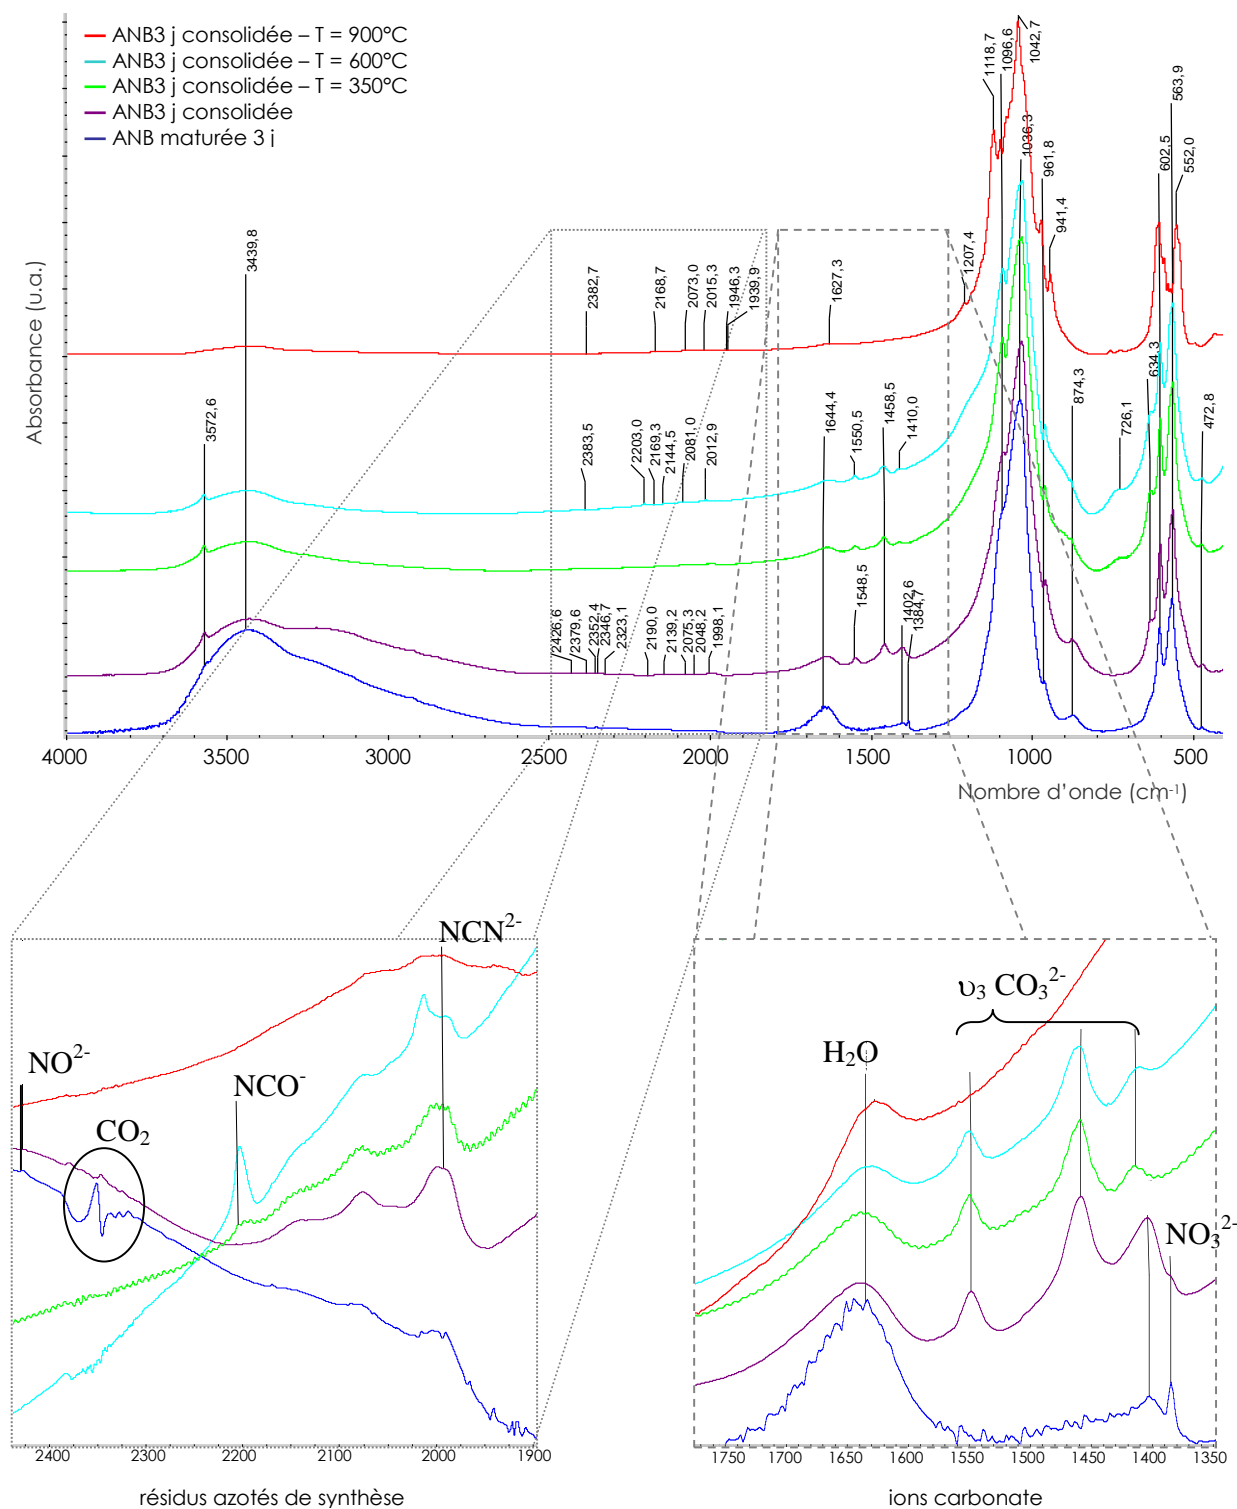 ANB3 j consolidée – T = 900°C
ANB3 j consolidée – T = 600°C
ANB3 j consolidée – T = 350°C
ANB3 j consolidée
ANB maturée 3 j
Absorbance (u.a.)
3572,6
3439,8
2382,7
2168,7
2073,0
2015,3
1946,3
1939,9
1627,3
1207,4
1118,7
1096,6
1042,7
1036,3
961,8
941,4
602,5
563,9
552,0
2383,5
2203,0
2169,3
2144,5
2081,0
2012,9
1644,4
1550,5
1458,5
1410,0
874,3
726,1
634,3
472,8
2426,6
2379,6
2352,4
2346,7
2323,1
2190,0
2139,2
2075,3
2048,2
1998,1
1548,5
1402,6
1384,7
4000 3500 3000 2500 2000 1500 1000 500
Nombre d’onde (cm-1)
NCN2-
NO2-
NCO-
CO2
2400 2300 2200 2100 2000 1900
résidus azotés de synthèse
υ3 CO32-
H2O
NO32-
1750 1700 1650 1600 1550 1500 1450 1400 1350
ions carbonate